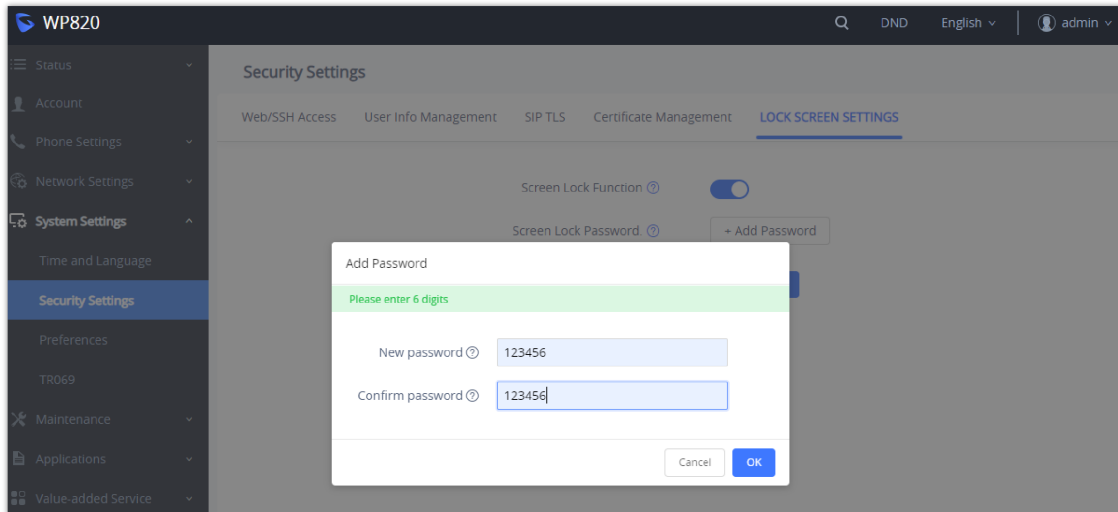 WP820
DND
English
admin
Status
Account
Phone Settings
Network Settings
System Settings
Time and Language
Security Settings
Preferences
TR069
Maintenance
Applications
Value-added Service
Security Settings
Web/SSH Access User Info Management SIP TLS Certificate Management LOCK SCREEN SETTINGS
Screen Lock Function
Screen Lock Password + Add Password
Add Password
Please enter 6 digits
New password 123456
Confirm password 123456
Cancel OK